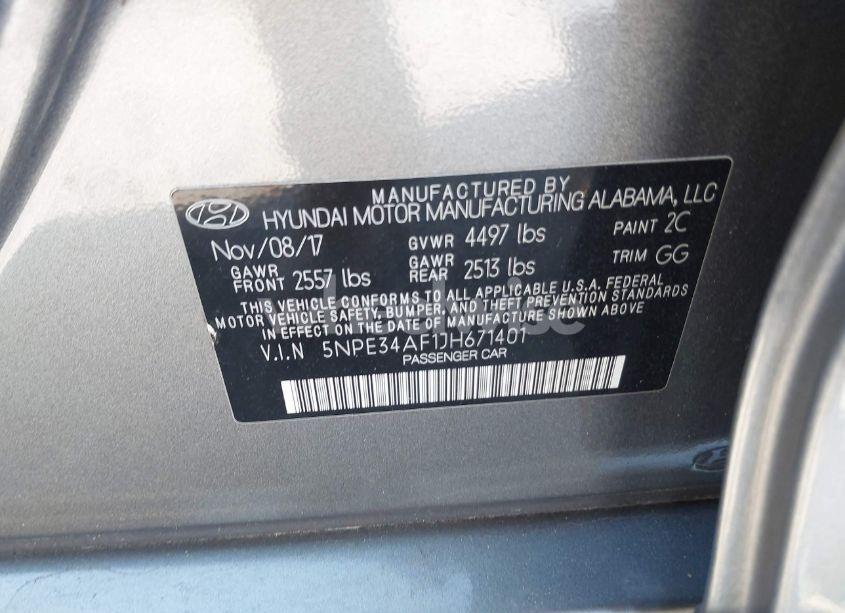 MANUFACTURED BY
HYUNDAI MOTOR MANUFACTURING ALABAMA, LLC
Nov/08/17 GVWR 4497 lbs PAINT 2C
GAWR FRONT 2557 lbs GAWR REAR 2513 lbs TRIM GG
THIS VEHICLE CONFORMS TO ALL APPLICABLE U.S.A. FEDERAL
MOTOR VEHICLE SAFETY, BUMPER, AND THEFT PREVENTION STANDARDS
IN EFFECT ON THE DATE OF MANUFACTURE SHOWN ABOVE
V.I.N 5NPE34AF1JH671401
PASSENGER CAR